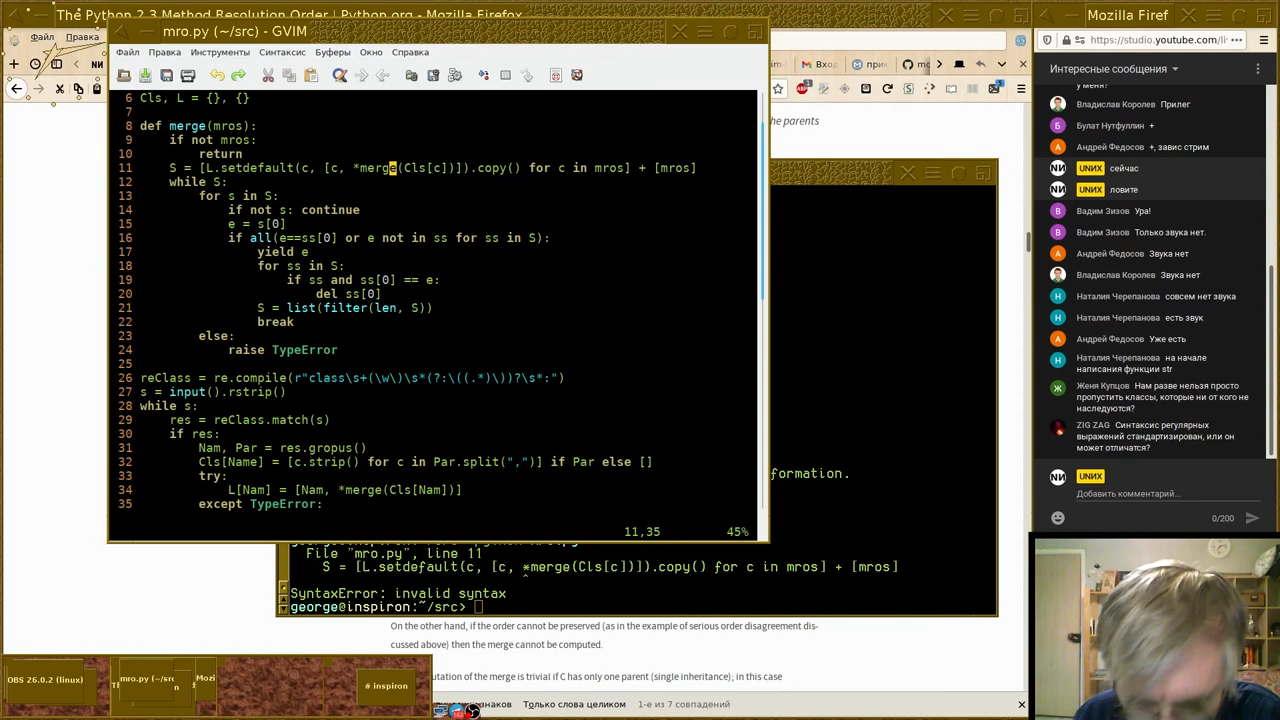 The Python 2.3 Method Resolution Order | Python.org - Mozilla Firefox
Mozilla Firef
Файл Правка
mro.py (~/src) - GVIM
Файл Правка Инструменты Синтаксис Буферы Окно Справка
6 Cls, L = {}, {}
7
8 def merge(mros):
9     if not mros:
10         return
11     S = [L.setdefault(c, [c, *merge(Cls[c])]).copy() for c in mros] + [mros]
12     while S:
13         for s in S:
14             if not s: continue
15             e = s[0]
16             if all(e==ss[0] or e not in ss for ss in S):
17                 yield e
18                 for ss in S:
19                     if ss and ss[0] == e:
20                         del ss[0]
21                 S = list(filter(len, S))
22                 break
23         else:
24             raise TypeError
25
26 reClass = re.compile(r"class\s+(\w\)\s*(?:\((.*)\))?\s*:")
27 s = input().rstrip()
28 while s:
29     res = reClass.match(s)
30     if res:
31         Nam, Par = res.gropus()
32         Cls[Name] = [c.strip() for c in Par.split(",")] if Par else []
33         try:
34             L[Nam] = [Nam, *merge(Cls[Nam])]
35         except TypeError:
11,35 45%
he parents
formation.
File "mro.py", line 11
S = [L.setdefault(c, [c, *merge(Cls[c])]).copy() for c in mros] + [mros]
^
SyntaxError: invalid syntax
george@inspiron:~/src>
On the other hand, if the order cannot be preserved (as in the example of serious order disagreement dis-
cussed above) then the merge cannot be computed.
utation of the merge is trivial if C has only one parent (single inheritance); in this case
Только слова целиком 1-е из 7 совпадений
OBS 26.0.2 (linux)
mro.py (~/src
Mozi
# inspiron
https://studio.youtube.com/li
Интересные сообщения
у меня?
Владислав Королев Прилег
Булат Нутфуллин +
Андрей Федосов +, завис стрим
UNИX сейчас
UNИX ловите
Вадим Зизов Ура!
Вадим Зизов Только звука нет.
Андрей Федосов Звука нет
Владислав Королев Звука нет
Наталия Черепанова совсем нет звука
Наталия Черепанова есть звук
Андрей Федосов Уже есть
Наталия Черепанова на начале
написания функции str
Женя Купцов Нам разве нельзя просто
пропустить классы, которые ни от кого не
наследуются?
ZIG ZAG Синтаксис регулярных
выражений стандартизирован, или он
может отличаться?
UNИX
Добавить комментарий...
0/200